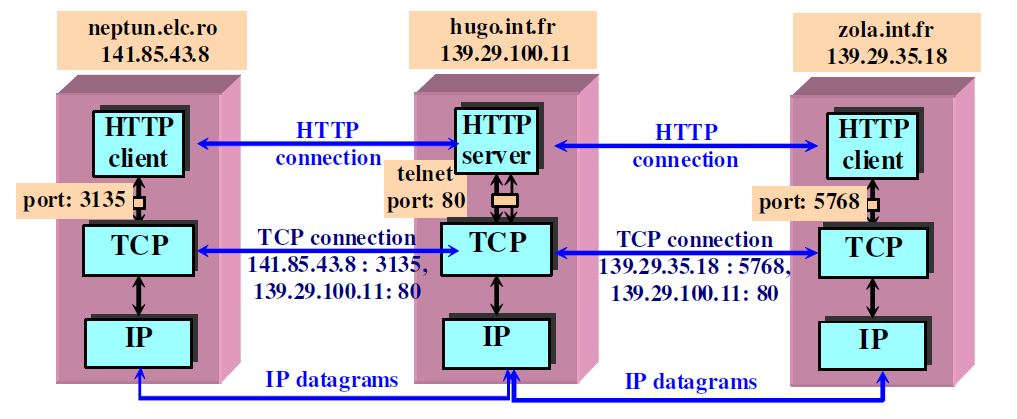 neptun.elc.ro
141.85.43.8
hugo.int.fr
139.29.100.11
zola.int.fr
139.29.35.18
HTTP
client
HTTP
connection
HTTP
server
HTTP
connection
HTTP
client
port: 3135
telnet
port: 80
port: 5768
TCP
TCP connection
141.85.43.8 : 3135,
139.29.100.11: 80
TCP
TCP connection
139.29.35.18 : 5768,
139.29.100.11: 80
TCP
IP
IP
IP
IP datagrams
IP datagrams